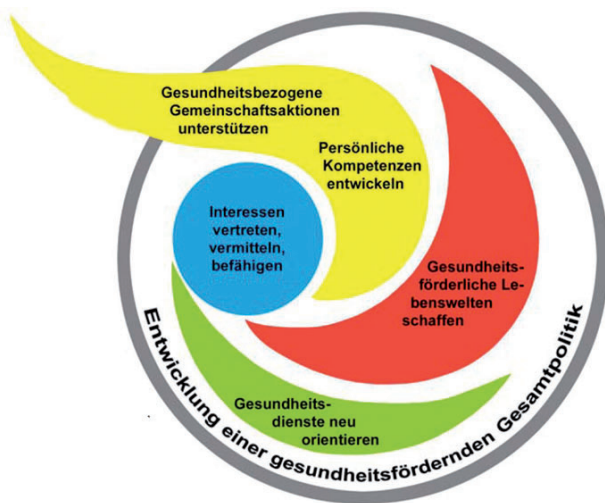 Gesundheitsbezogene
Gemeinschaftsaktionen
unterstützen
Persönliche
Kompetenzen
entwickeln
Interessen
vertreten,
vermitteln,
befähigen
Gesundheits-
förderliche Le-
benswelten
schaffen
Gesundheits-
dienste neu
orientieren
Entwicklung einer gesundheitsfördernden Gesamtpolitik